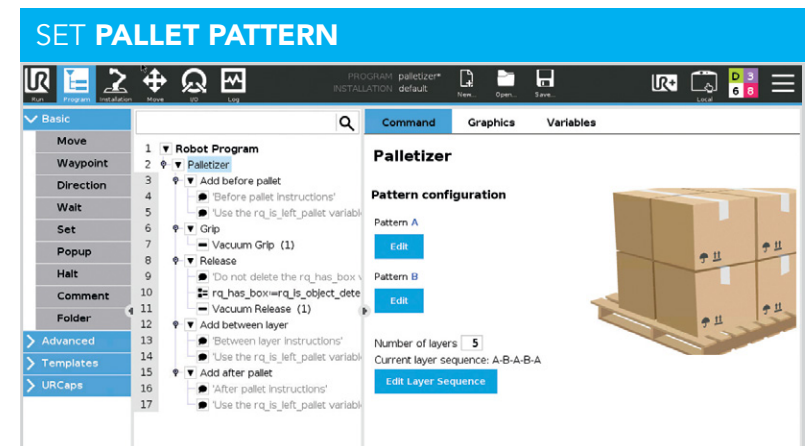 SET PALLET PATTERN
UR
PROGRAM palletizer*
INSTALLATION default
Run
Program
Installation
Move
I/O
Log
New...
Open...
Save...
UR+
Local
D 3
6 8
Basic
Move
Waypoint
Direction
Wait
Set
Popup
Halt
Comment
Folder
Advanced
Templates
URCaps
1 Robot Program
2 Palletizer
3 Add before pallet
4 'Before pallet instructions'
5 'Use the rq_is_left_pallet variabl
6 Grip
7 Vacuum Grip (1)
8 Release
9 'Do not delete the rq_has_box v
10 rq_has_box:=rq_is_object_dete
11 Vacuum Release (1)
12 Add between layer
13 'Between layer instructions'
14 'Use the rq_is_left_pallet variabl
15 Add after pallet
16 'After pallet instructions'
17 'Use the rq_is_left_pallet variabl
Command Graphics Variables
Palletizer
Pattern configuration
Pattern A
Edit
Pattern B
Edit
Number of layers 5
Current layer sequence: A-B-A-B-A
Edit Layer Sequence